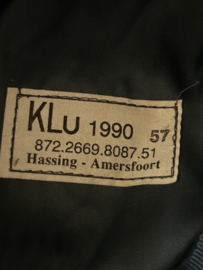 KLU 1990 57
872.2669.8087.51
Hassing - Amersfoort